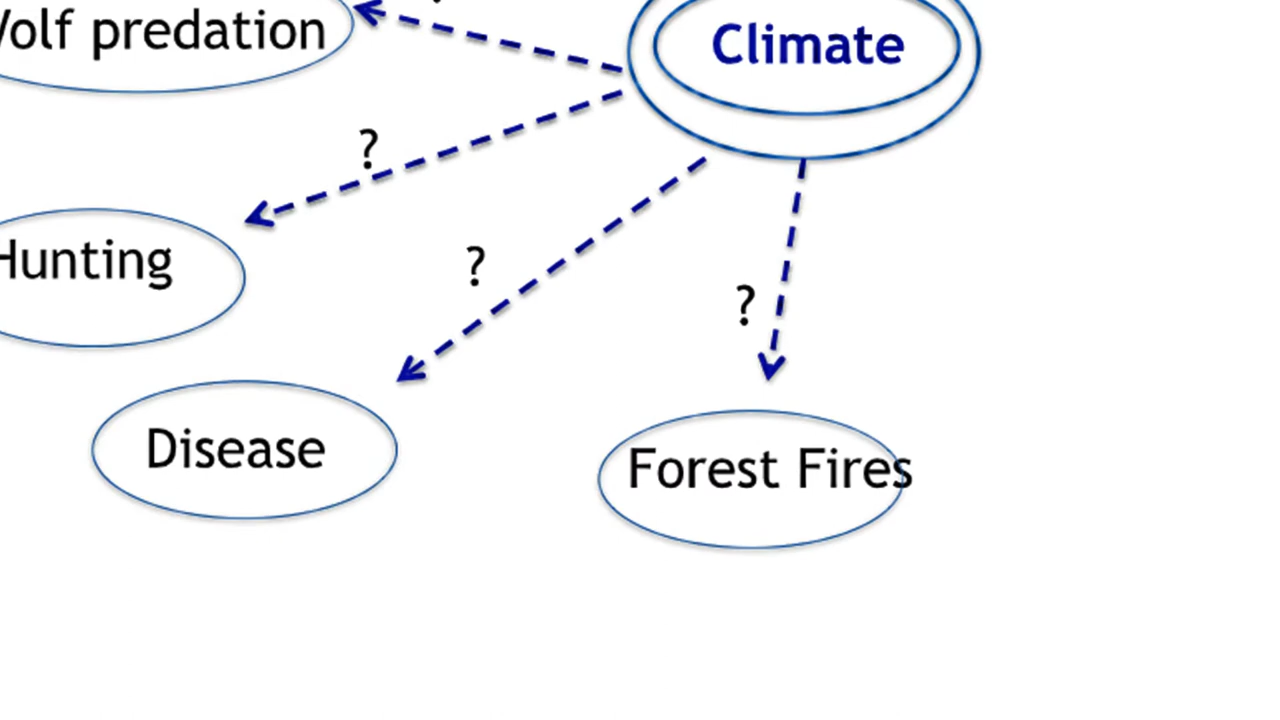 Wolf predation
Climate
?
Hunting
?
?
Disease
Forest Fires